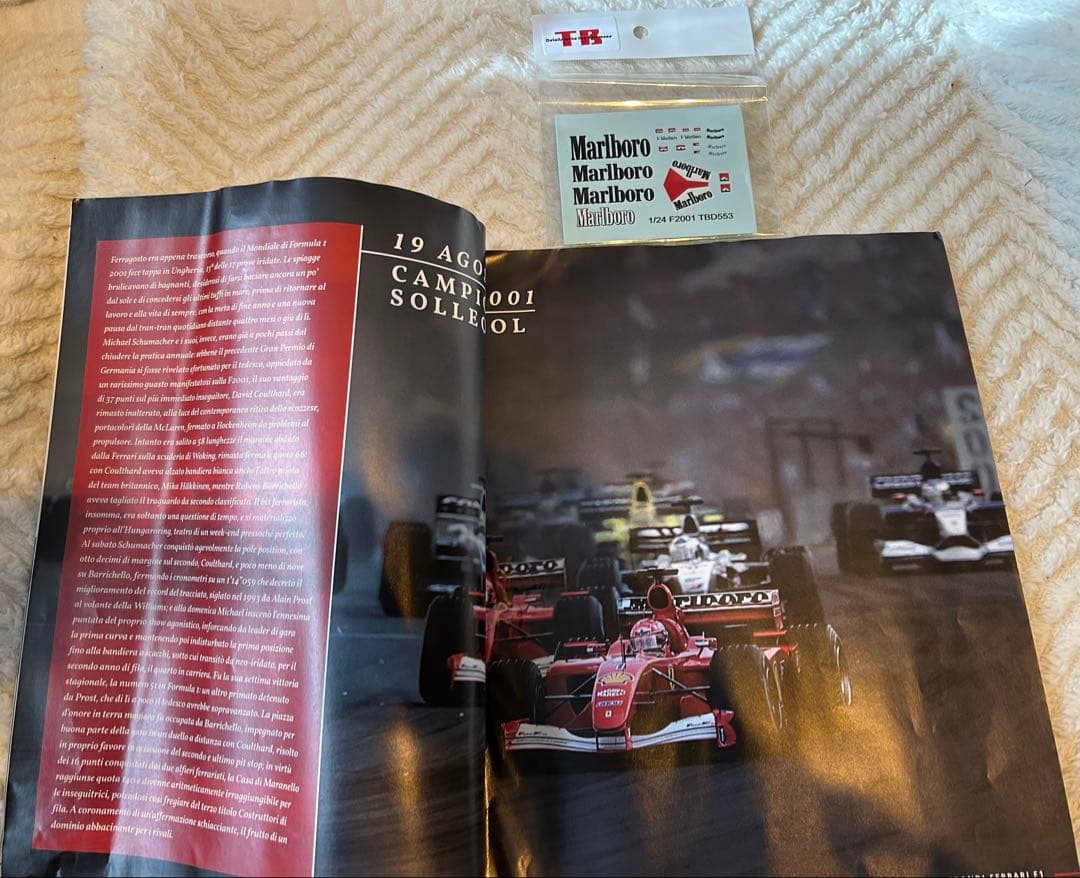 TB
Marlboro
Marlboro
Marlboro
Marlboro
Marlboro
Marlboro
1/24 F2001 TBD553
19 AGO
001
CAMPI
SOLLE
OL
Ferragosto era appena trascorso, quando il Mondiale di Formula 1
2001 fece tappa in Ungheria, 13ª delle 17 prove iridate. Le spiagge
brulicavano di bagnanti, desiderosi di farsi baciare ancora un po'
dal sole e di concedersi gli ultimi tuffi in mare, prima di ritornare al
lavoro e alla vita di sempre, con la meta di fine anno e una nuova
pausa dal tran-tran quotidiano distante quattro mesi o giù di lì.
Michael Schumacher e i suoi, invece, erano già a pochi passi dal
chiudere la pratica annuale: sebbene il precedente Gran Premio di
Germania si fosse rivelato sfortunato per il tedesco, appiedato da
un rarissimo guasto manifestatosi sulla F2001, il suo vantaggio
di 37 punti sul più immediato inseguitore, David Coulthard, era
rimasto inalterato, alla luce del contemporaneo ritiro dello scozzese,
portacolori della McLaren, fermato a Hockenheim da problemi al
propulsore. Intanto era salito a 58 lunghezze il margine
dalla Ferrari sulla scuderia di Woking, rimasta ferma a quota 66:
con Coulthard aveva alzato bandiera bianca anche l'altro pilota
del team britannico, Mika Häkkinen, mentre Rubens Barrichello
aveva tagliato il traguardo da secondo classificato. Il bis ferrarista,
insomma, era soltanto una questione di tempo, e si materializzò
proprio all'Hungaroring, teatro di un week-end pressoché perfetto.
Al sabato Schumacher conquistò agevolmente la pole position, con
otto decimi di margine sul secondo, Coulthard, e poco meno di nove
su Barrichello, fermando i cronometri su un 1'14"059 che decretò il
miglioramento del record del tracciato, siglato nel 1993 da Alain Prost
al volante della Williams; e alla domenica Michael inscenò l'ennesima
puntata del proprio show agonistico, inforcando da leader di gara
la prima curva e mantenendo poi indisturbato la prima posizione
fino alla bandiera a scacchi, sotto cui transitò da neo-iridato, per il
secondo anno di fila, il quarto in carriera. Fu la sua settima vittoria
stagionale, la numero 51 in Formula 1: un altro primato detenuto
da Prost, che di lì a poco il tedesco avrebbe sopravanzato. La piazza
d'onore in terra magiara fu occupata da Barrichello, impegnato per
buona parte della gara in un duello a distanza con Coulthard, risolto
in proprio favore in occasione del secondo e ultimo pit stop; in virtù
dei 16 punti conquistati dai due alfieri ferraristi, la Casa di Maranello
raggiunse quota e divenne aritmeticamente irraggiungibile per
le inseguitrici, potendosi così fregiare del terzo titolo Costruttori di
fila. A coronamento di un'affermazione schiacciante, il frutto di un
dominio abbacinante per i rivali.
Marlboro
FERRARI F1